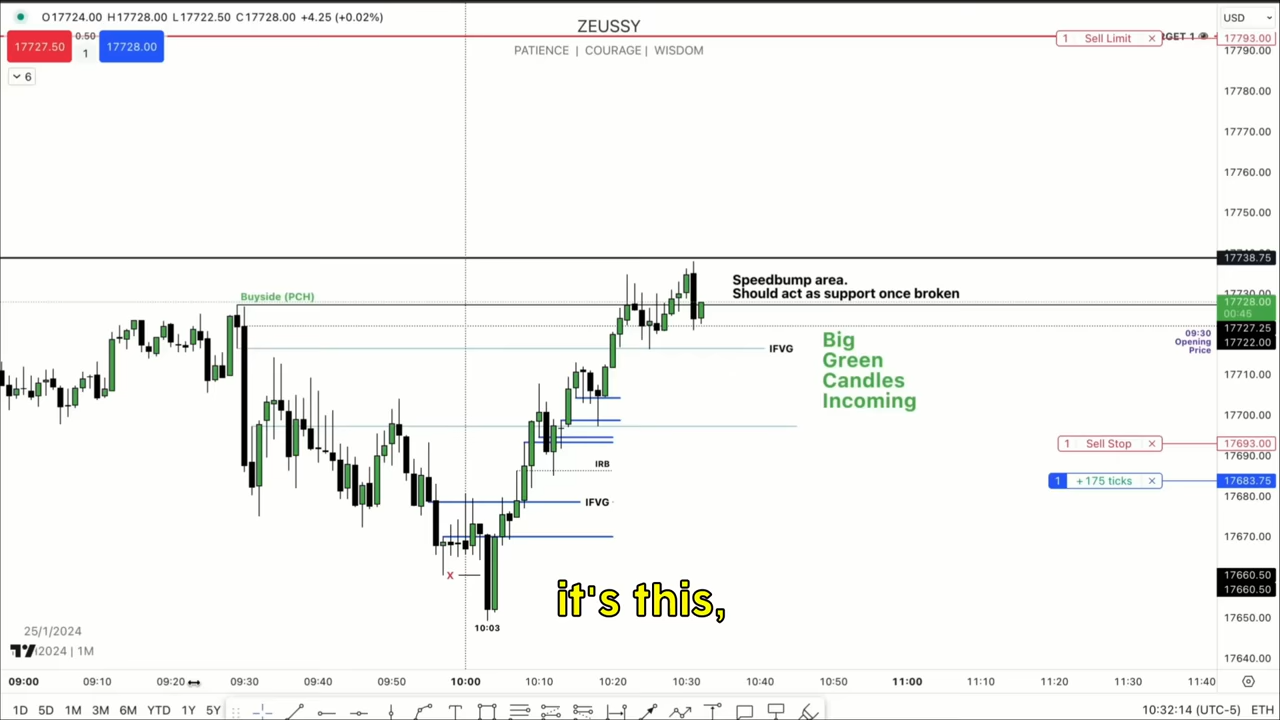 O17724.00 H17728.00 L17722.50 C17728.00 +4.25 (+0.02%)
ZEUSSY
USD
17727.50
0.50
1
17728.00
PATIENCE | COURAGE | WISDOM
1 Sell Limit ×
RGET 1
17793.00
17790.00
6
17780.00
17770.00
17760.00
17750.00
17738.75
Speedbump area.
Should act as support once broken
Buyside (PCH)
17730.00
17728.00
00:45
17727.25
09:30
Opening
Price
17722.00
IFVG
Big
Green
Candles
Incoming
17710.00
17700.00
1 Sell Stop ×
17693.00
17690.00
IRB
1 +175 ticks ×
17683.75
17680.00
IFVG
17670.00
X
17660.50
17660.50
it's this,
10:03
17650.00
25/1/2024
2024 | 1M
17640.00
09:00 09:10 09:20 09:30 09:40 09:50 10:00 10:10 10:20 10:30 10:40 10:50 11:00 11:10 11:20 11:30 11:40
1D 5D 1M 3M 6M YTD 1Y 5Y
10:32:14 (UTC-5) ETH